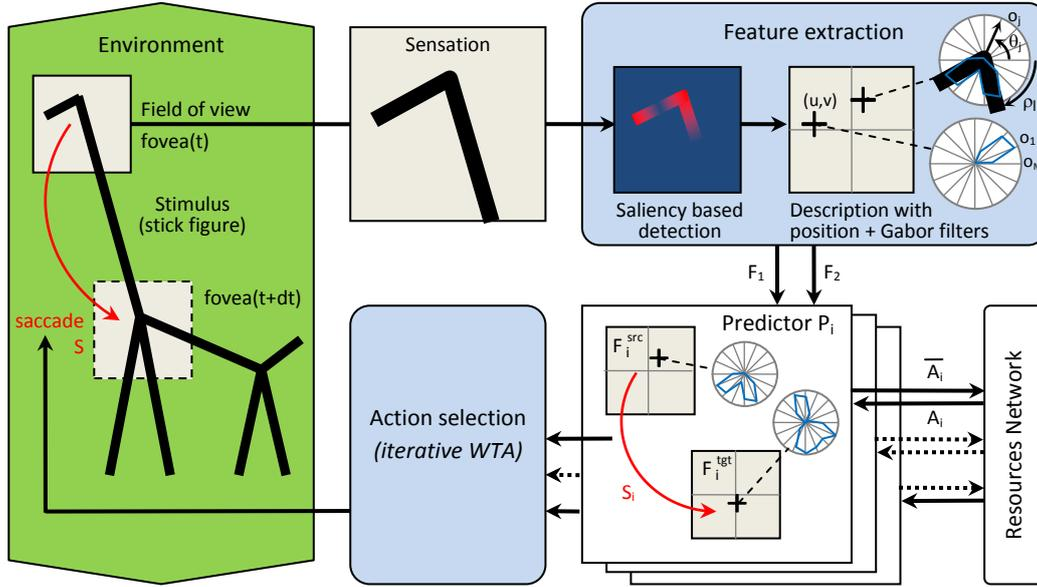 Environment
Field of view
fovea(t)
Stimulus
(stick figure)
fovea(t+dt)
saccade
S
Sensation
Feature extraction
(u,v)
o_j
θ_j
ρ_l
o_1
Saliency based
detection
Description with
position + Gabor filters
F_1
F_2
Predictor P_i
F_i^src
S_i
F_i^tgt
Action selection
(iterative WTA)
A̅_i
A_i
Resources Network